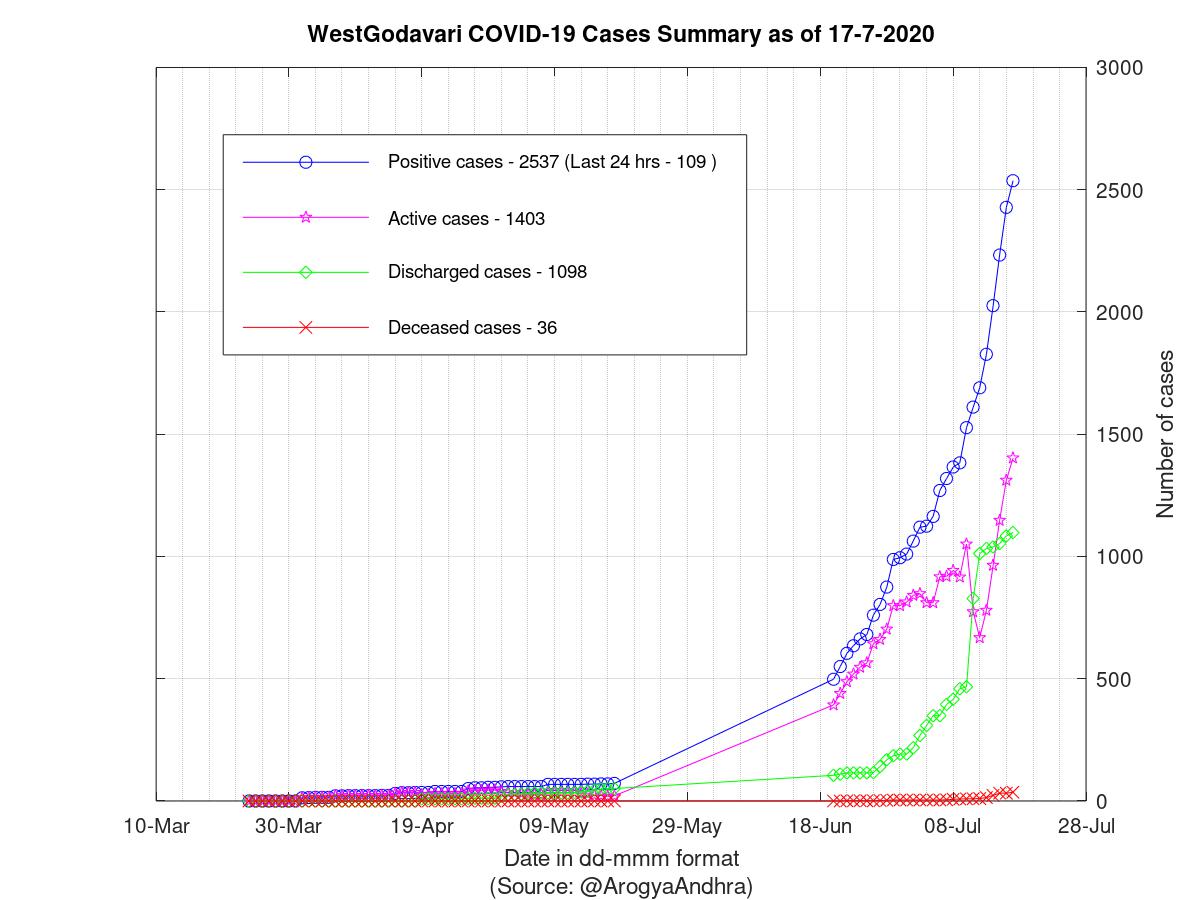 WestGodavari COVID-19 Cases Summary as of 17-7-2020
Positive cases - 2537 (Last 24 hrs - 109 )
Active cases - 1403
Discharged cases - 1098
Deceased cases - 36
3000
2500
2000
1500
1000
500
0
Number of cases
10-Mar 30-Mar 19-Apr 09-May 29-May 18-Jun 08-Jul 28-Jul
Date in dd-mmm format
(Source: @ArogyaAndhra)